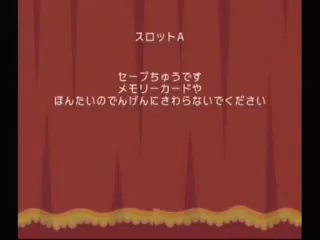 スロットA
セーブちゅうです
メモリーカードや
ほんたいのでんげんにさわらないでください